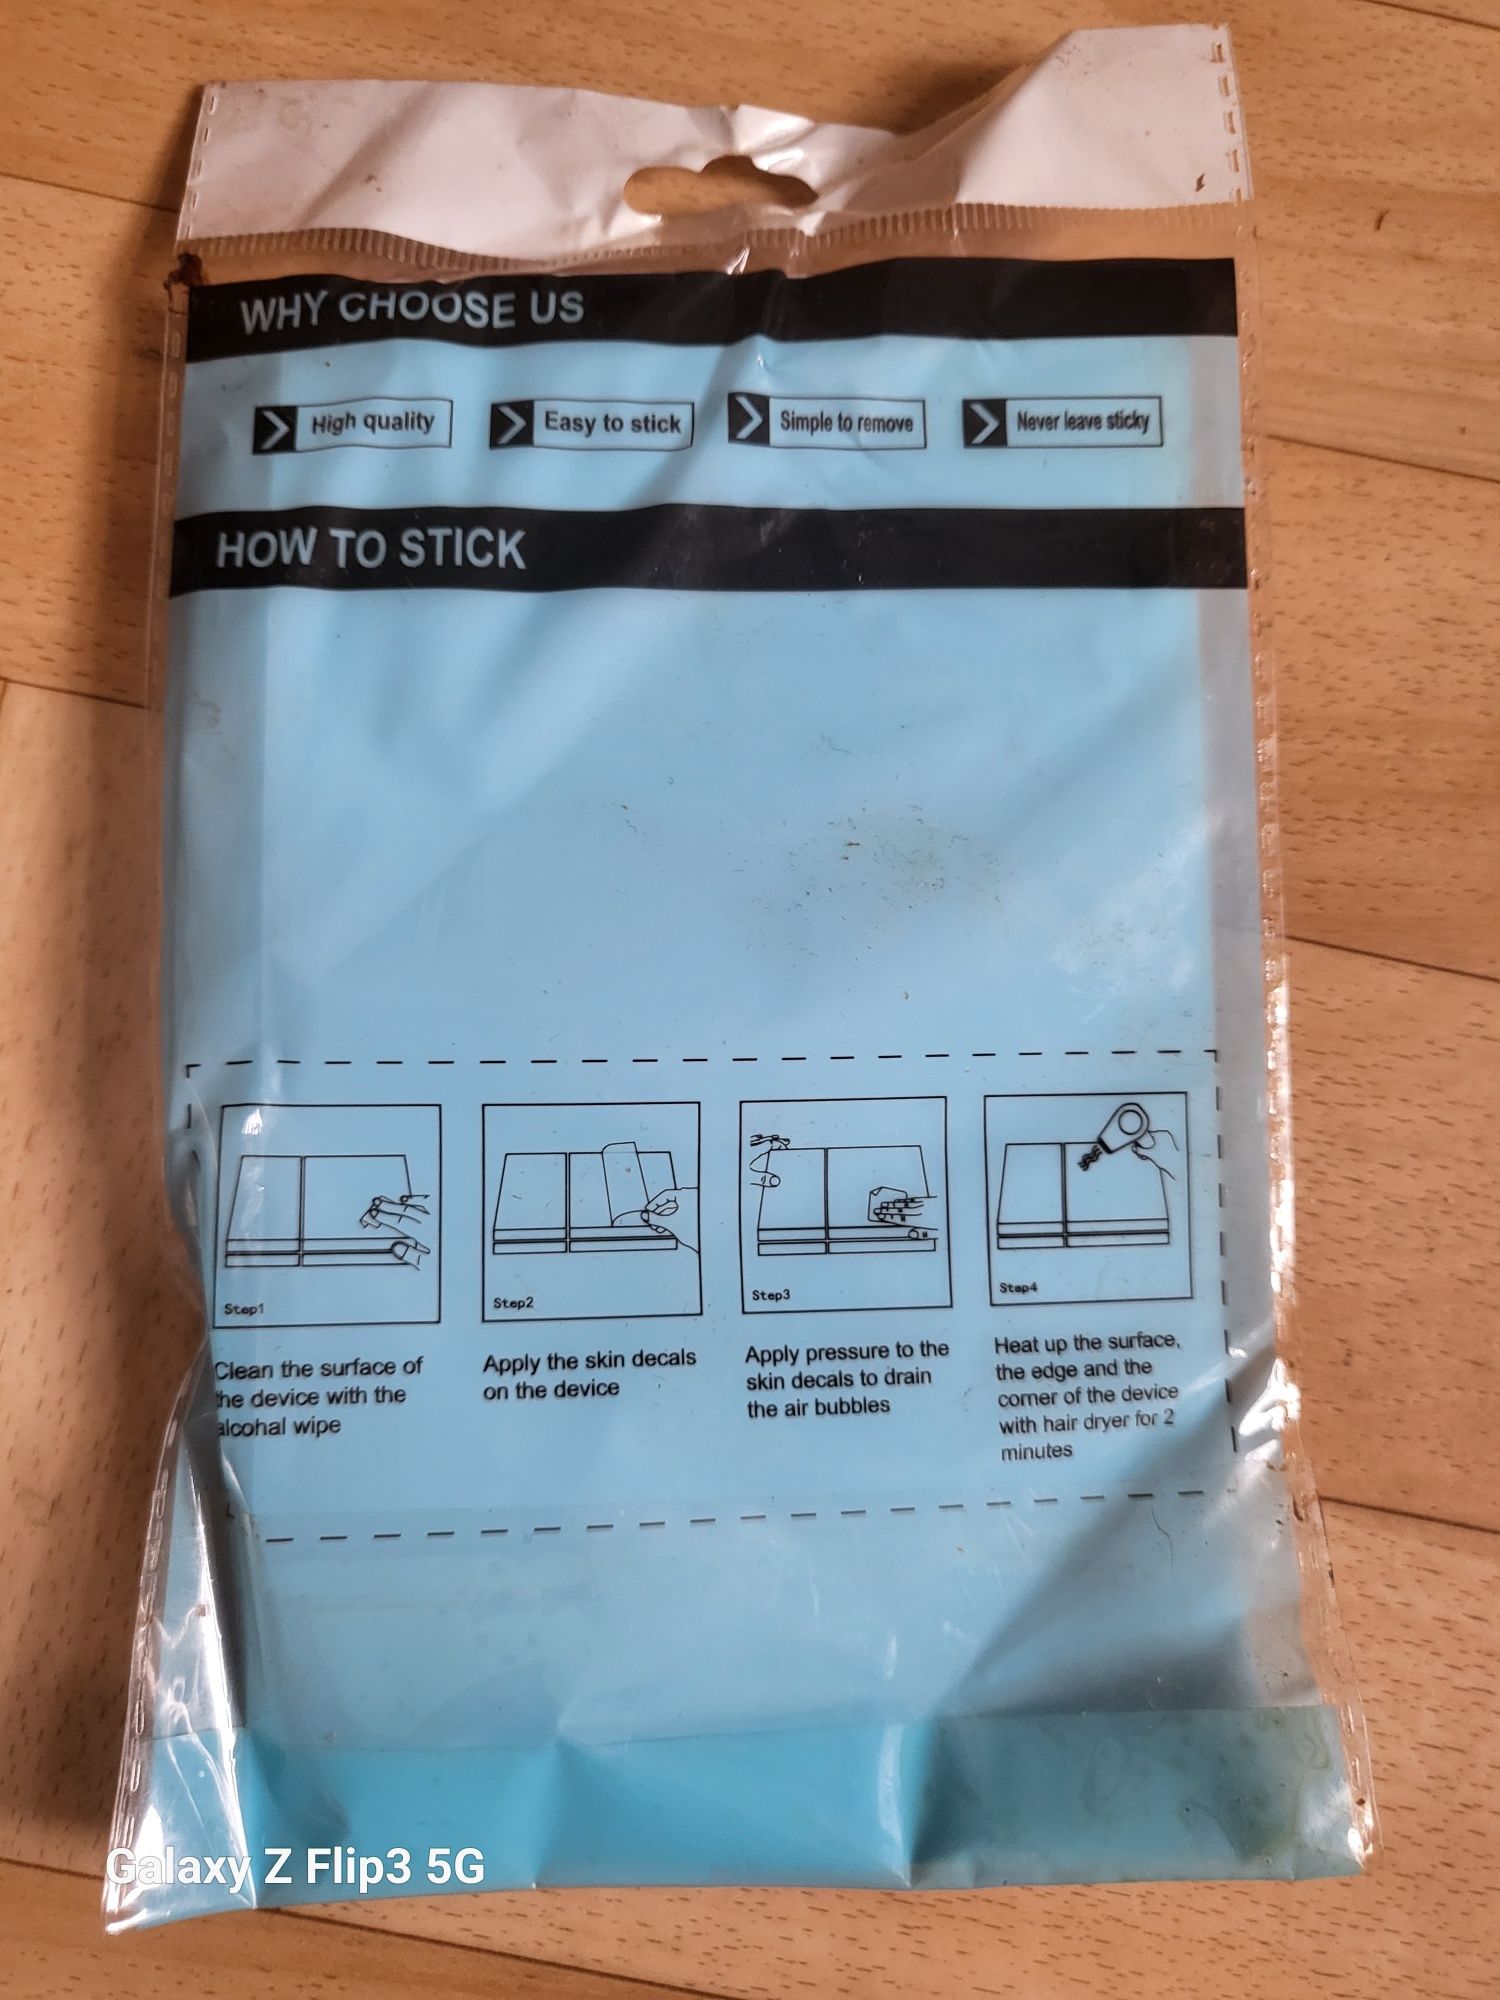 WHY CHOOSE US
High quality
Easy to stick
Simple to remove
Never leave sticky
HOW TO STICK
Step1
Clean the surface of
the device with the
alcohal wipe
Step2
Apply the skin decals
on the device
Step3
Apply pressure to the
skin decals to drain
the air bubbles
Step4
Heat up the surface,
the edge and the
corner of the device
with hair dryer for 2
minutes
Galaxy Z Flip3 5G